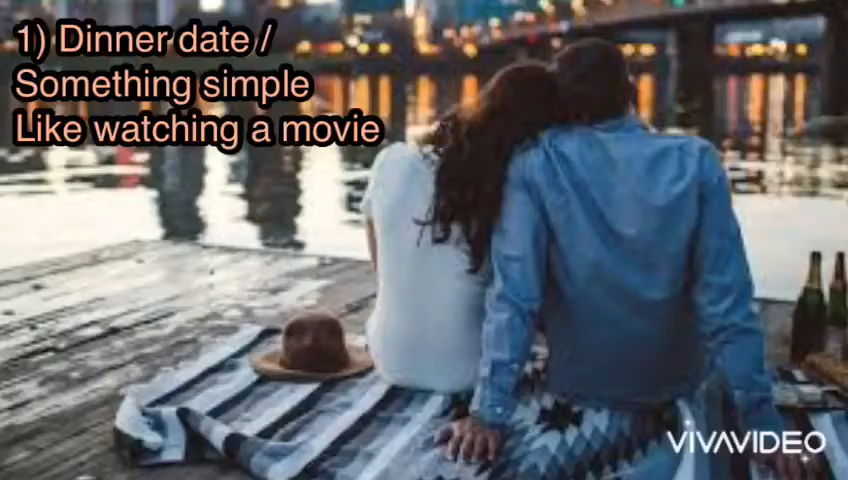 1) Dinner date /
Something simple
Like watching a movie
VIVAVIDEO